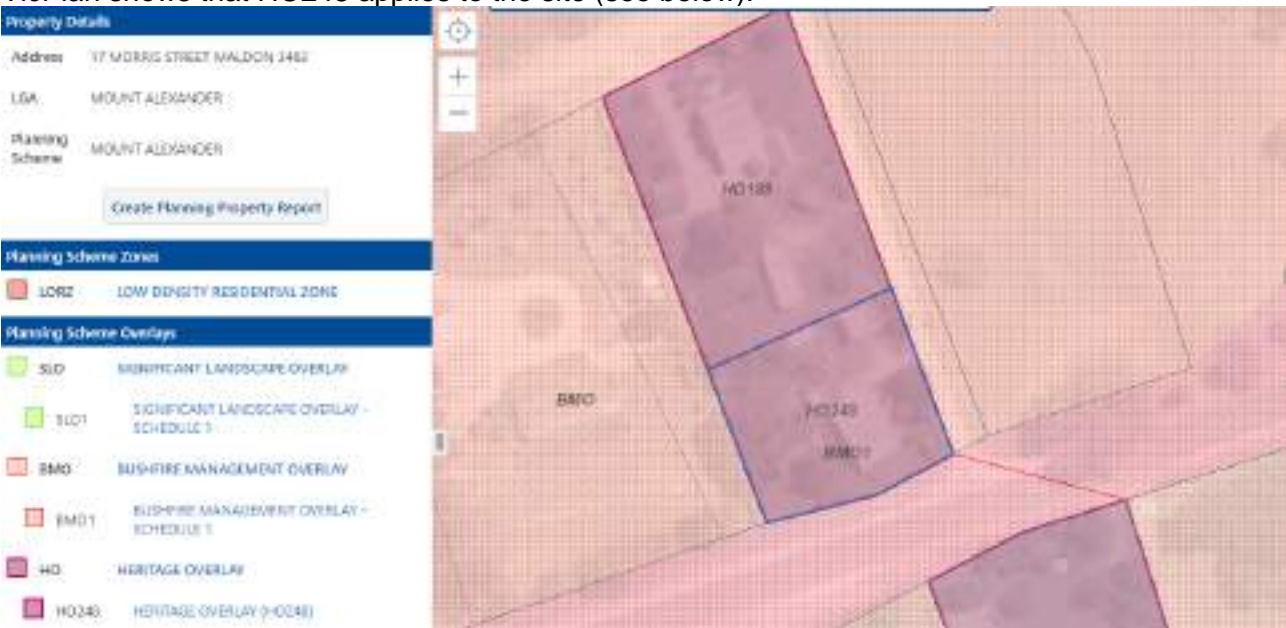 Property Details
Address 17 MORRIS STREET MALDON 3463
LGA MOUNT ALEXANDER
Planning Scheme MOUNT ALEXANDER
Create Planning Property Report
Planning Scheme Zones
LDRZ LOW DENSITY RESIDENTIAL ZONE
Planning Scheme Overlays
SLO SIGNIFICANT LANDSCAPE OVERLAY
SLO1 SIGNIFICANT LANDSCAPE OVERLAY -
SCHEDULE 1
BMO BUSHFIRE MANAGEMENT OVERLAY
BMO1 BUSHFIRE MANAGEMENT OVERLAY -
SCHEDULE 1
HO HERITAGE OVERLAY
HO248 HERITAGE OVERLAY (HO248)
+
−
BMO
HO248
BMO1